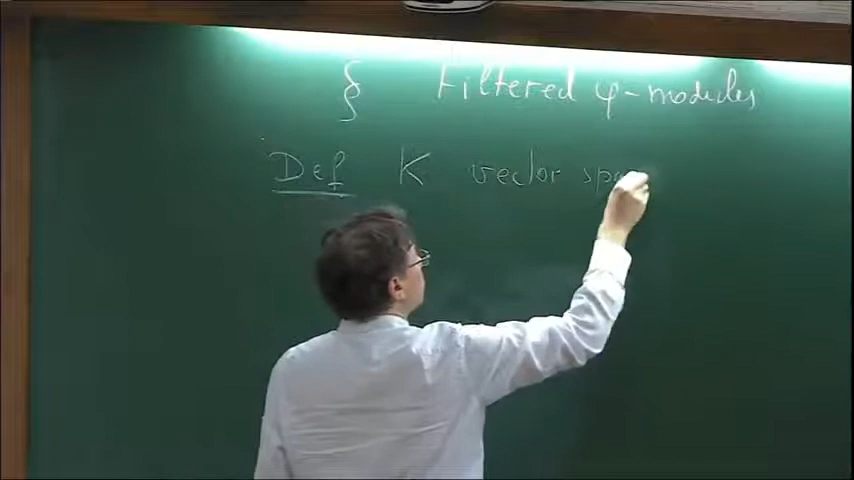 § Filtered φ-modules
Def K vector spa